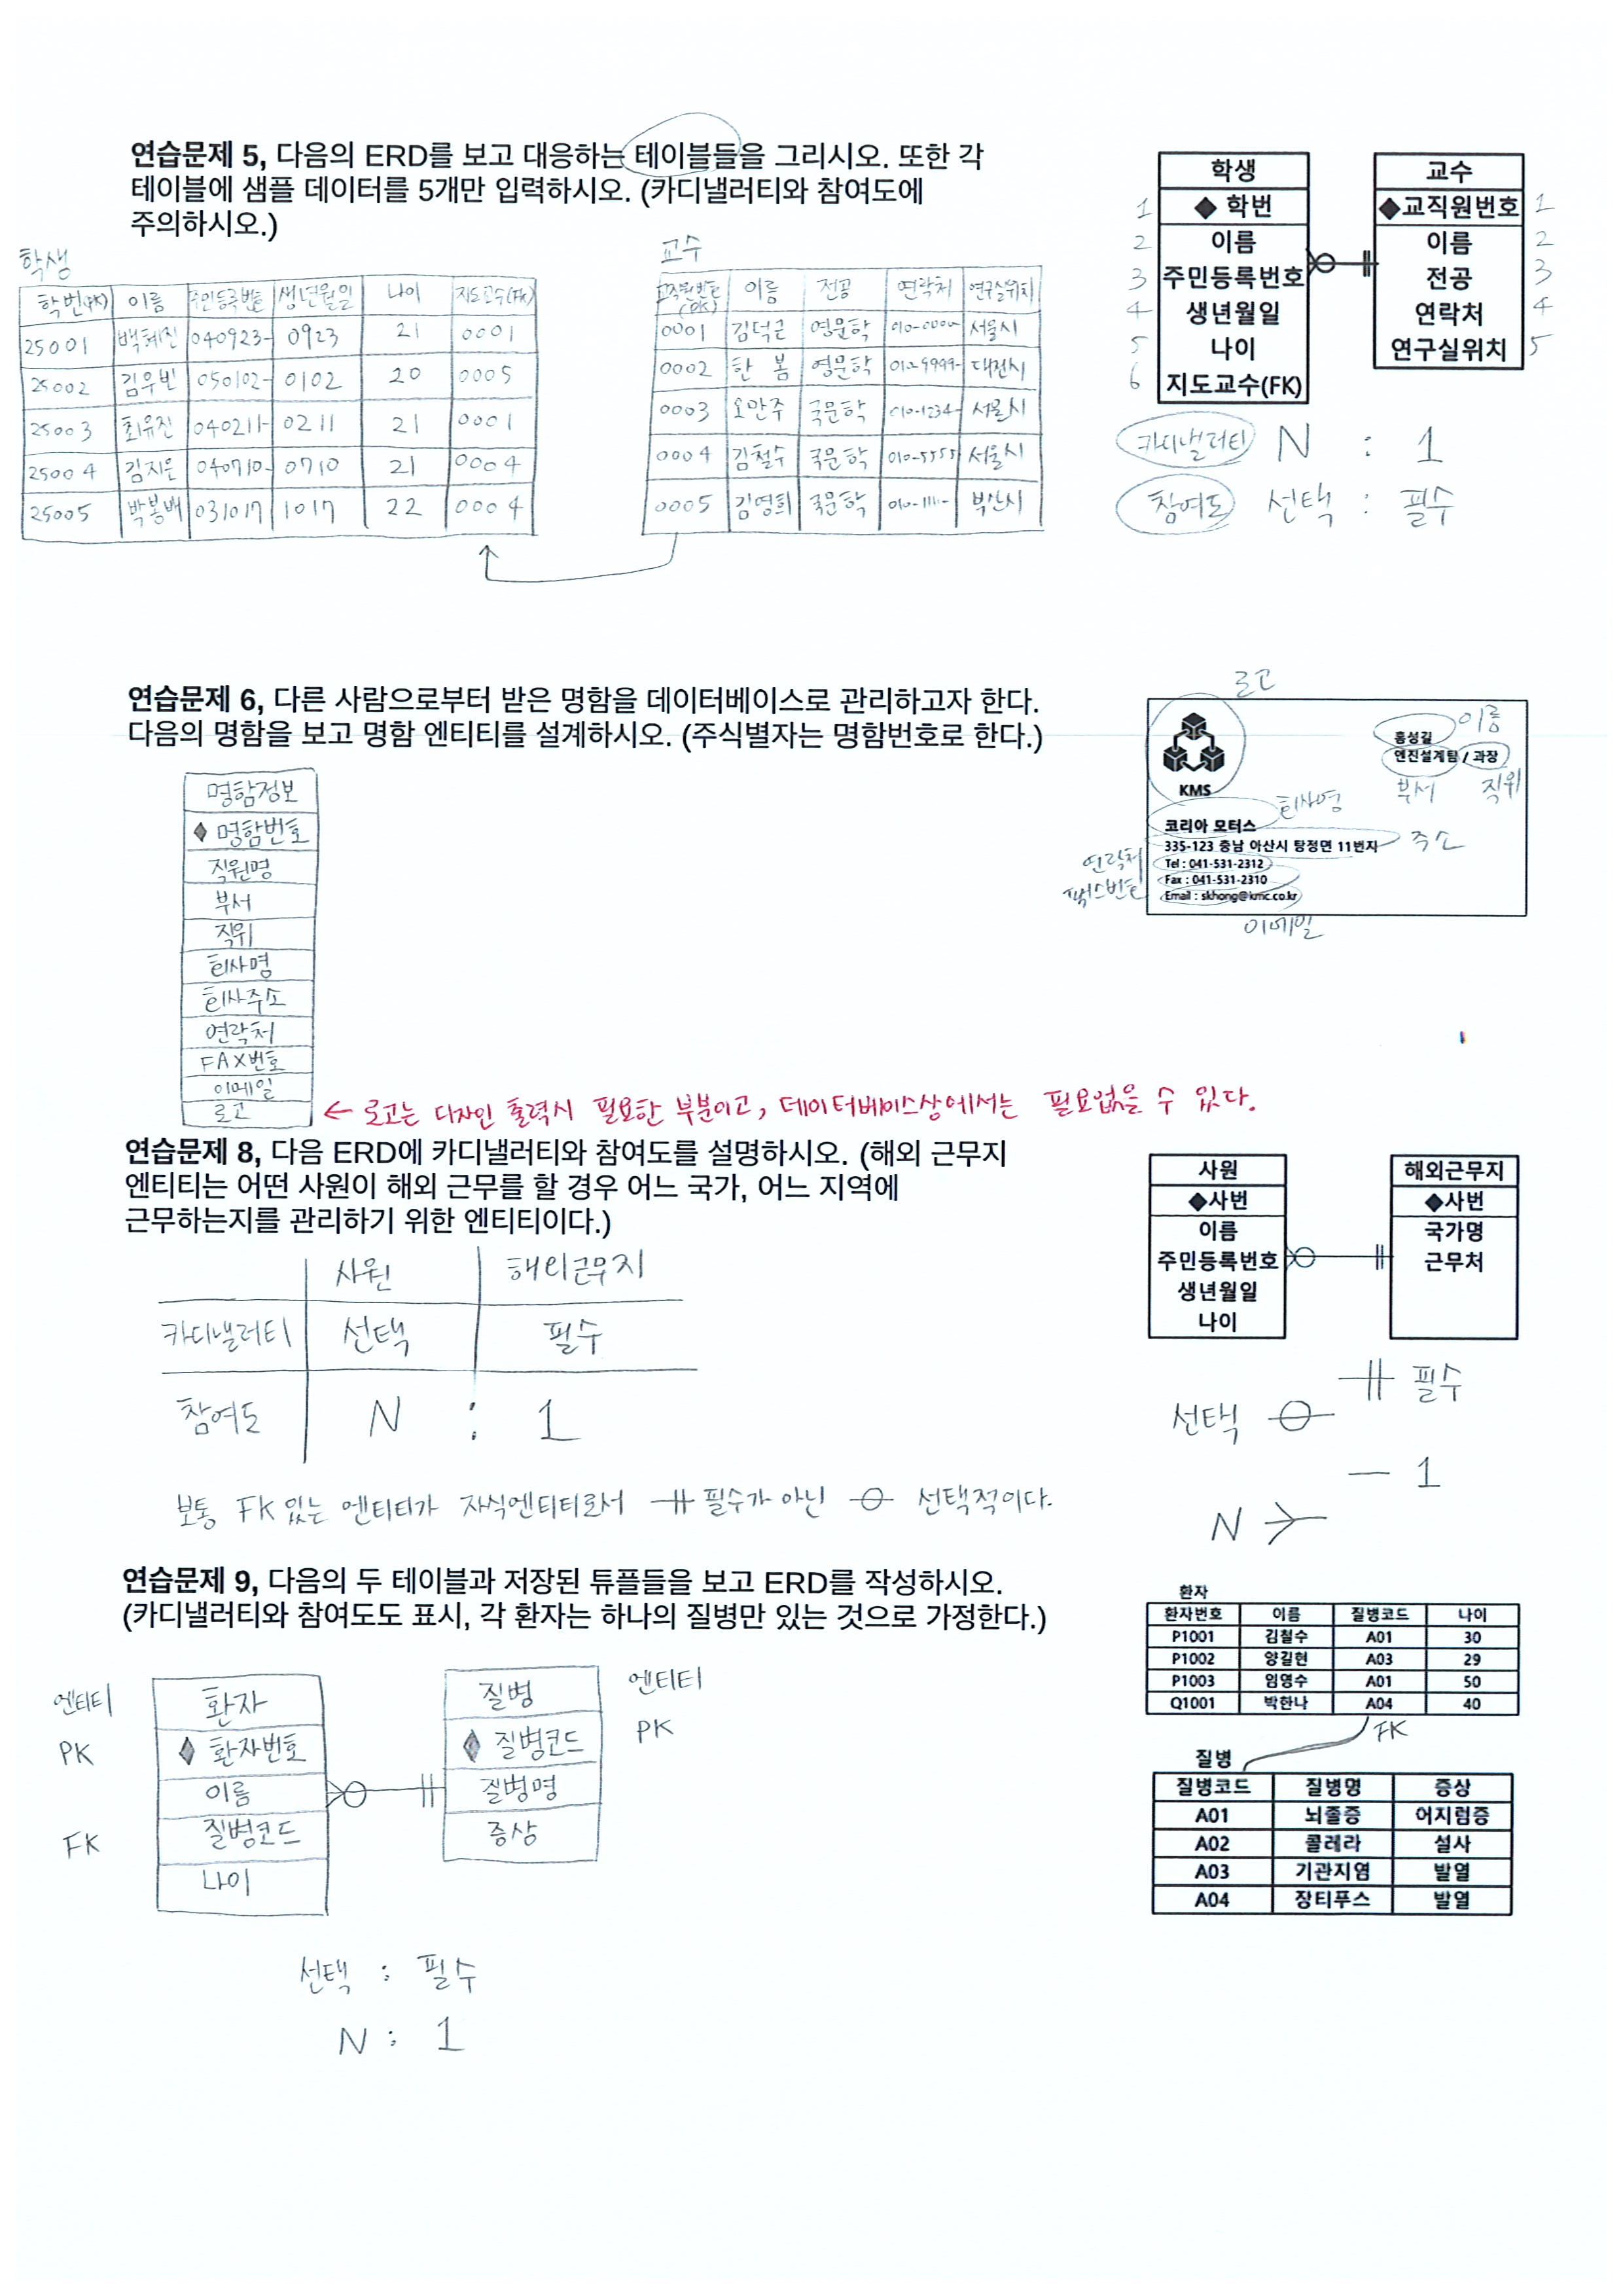 연습문제 5, 다음의 ERD를 보고 대응하는 테이블들을 그리시오. 또한 각
테이블에 샘플 데이터를 5개만 입력하시오. (카디낼러티와 참여도에
주의하시오.)
학생
학번(PK) 이름 주민등록번호 생년월일 나이 지도교수(FK)
25001 백혜진 040923- 0923 21 0001
25002 김우빈 050102- 0102 20 0005
25003 최유진 040211- 0211 21 0001
25004 김지은 040710- 0710 21 0004
25005 박봉배 031017 1017 22 0004
교수
교직원번호(PK) 이름 전공 연락처 연구실위치
0001 김덕근 영문학 010-0000- 서울시
0002 한봄 영문학 010-9999- 대전시
0003 오만주 국문학 010-1234- 서울시
0004 김철수 국문학 010-5555 서울시
0005 김영희 국문학 010-1111- 부산시
학생
1 ◆ 학번
2 이름
3 주민등록번호
4 생년월일
5 나이
6 지도교수(FK)
교수
◆교직원번호 1
이름 2
전공 3
연락처 4
연구실위치 5
카디낼러티 N : 1
참여도 선택 : 필수
연습문제 6, 다른 사람으로부터 받은 명함을 데이터베이스로 관리하고자 한다.
다음의 명함을 보고 명함 엔티티를 설계하시오. (주식별자는 명함번호로 한다.)
명함정보
◆ 명함번호
직원명
부서
직위
회사명
회사주소
연락처
FAX번호
이메일
로고
← 로고는 디자인 출력시 필요한 부분이고, 데이터베이스상에서는 필요없을 수 있다.
로고
KMS
홍성길 이름
엔진설계팀 / 과장
부서 직위
회사명
코리아 모터스
335-123 충남 아산시 탕정면 11번지 주소
연락처 Tel : 041-531-2312
팩스번호 Fax : 041-531-2310
Email : skhong@kmc.co.kr
이메일
연습문제 8, 다음 ERD에 카디낼러티와 참여도를 설명하시오. (해외 근무지
엔티티는 어떤 사원이 해외 근무를 할 경우 어느 국가, 어느 지역에
근무하는지를 관리하기 위한 엔티티이다.)
사원 해외근무지
카디낼러티 선택 필수
참여도 N : 1
보통 FK 있는 엔티티가 자식엔티티로서 필수가 아닌 선택적이다.
사원
◆사번
이름
주민등록번호
생년월일
나이
해외근무지
◆사번
국가명
근무처
필수
선택
1
N
연습문제 9, 다음의 두 테이블과 저장된 튜플들을 보고 ERD를 작성하시오.
(카디낼러티와 참여도도 표시, 각 환자는 하나의 질병만 있는 것으로 가정한다.)
엔티티 환자
PK ◆ 환자번호
이름
FK 질병코드
나이
질병 엔티티
◆ 질병코드 PK
질병명
증상
선택 : 필수
N : 1
환자
환자번호 이름 질병코드 나이
P1001 김철수 A01 30
P1002 양길현 A03 29
P1003 임영수 A01 50
Q1001 박한나 A04 40
FK
질병
질병코드 질병명 증상
A01 뇌졸증 어지럼증
A02 콜레라 설사
A03 기관지염 발열
A04 장티푸스 발열